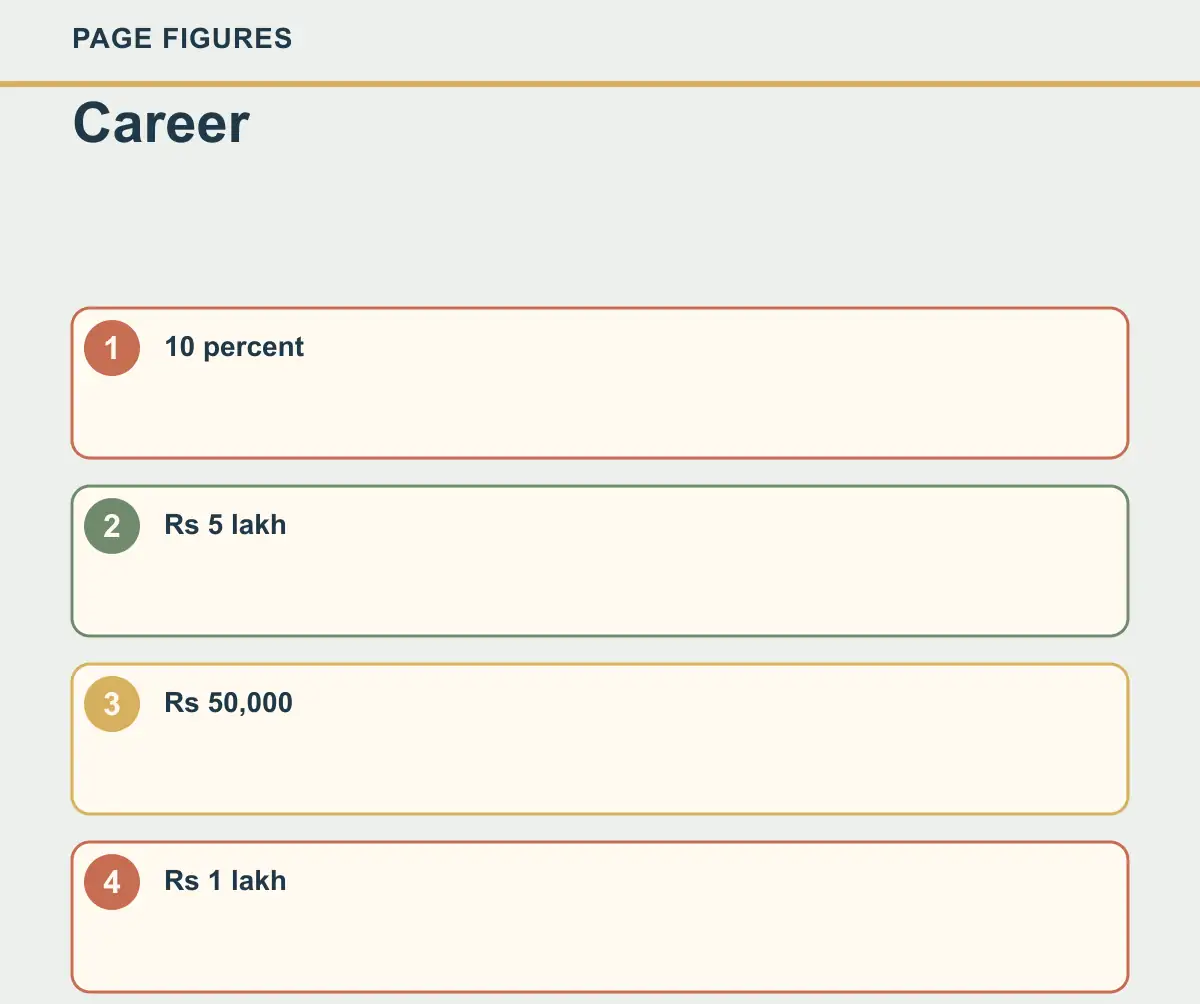 PAGE FIGURES
Career
1 10 percent
2 Rs 5 lakh
3 Rs 50,000
4 Rs 1 lakh